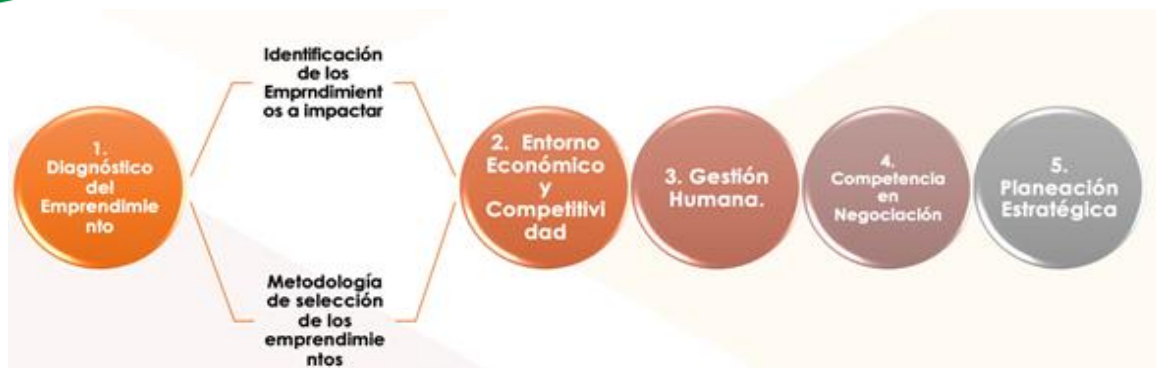 1.
Diagnóstico
del
Emprendimie
nto
Identificación
de los
Emprndimient
os a impactar
Metodología
de selección
de los
emprendimie
ntos
2. Entorno
Económico
y
Competitivi
dad
3. Gestión
Humana.
4.
Competencia
en
Negociación
5.
Planeación
Estratégica